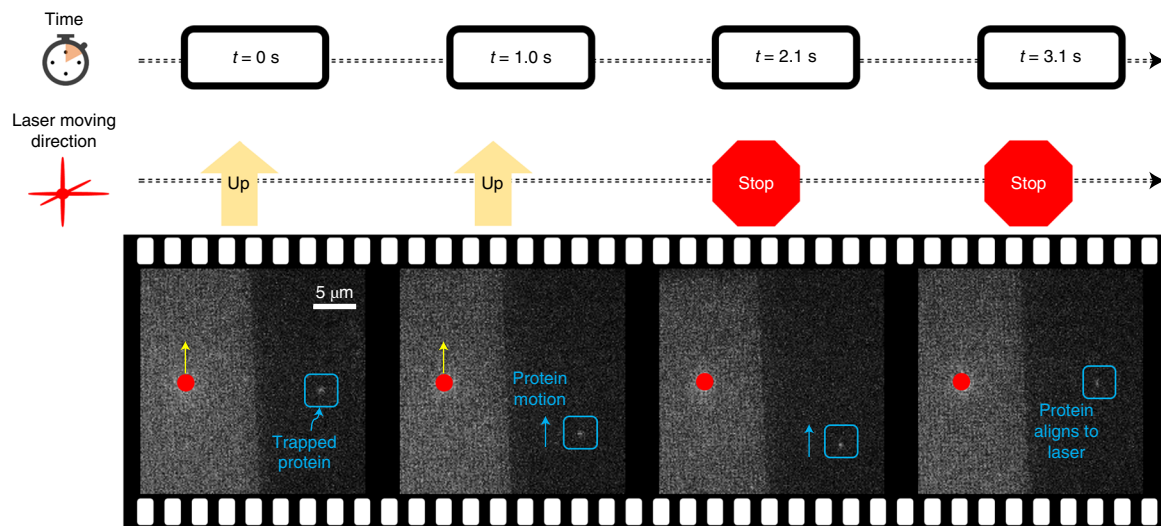 Time
t = 0 s
t = 1.0 s
t = 2.1 s
t = 3.1 s
Laser moving
direction
Up
Up
Stop
Stop
5 μm
Trapped
protein
Protein
motion
Protein
aligns to
laser